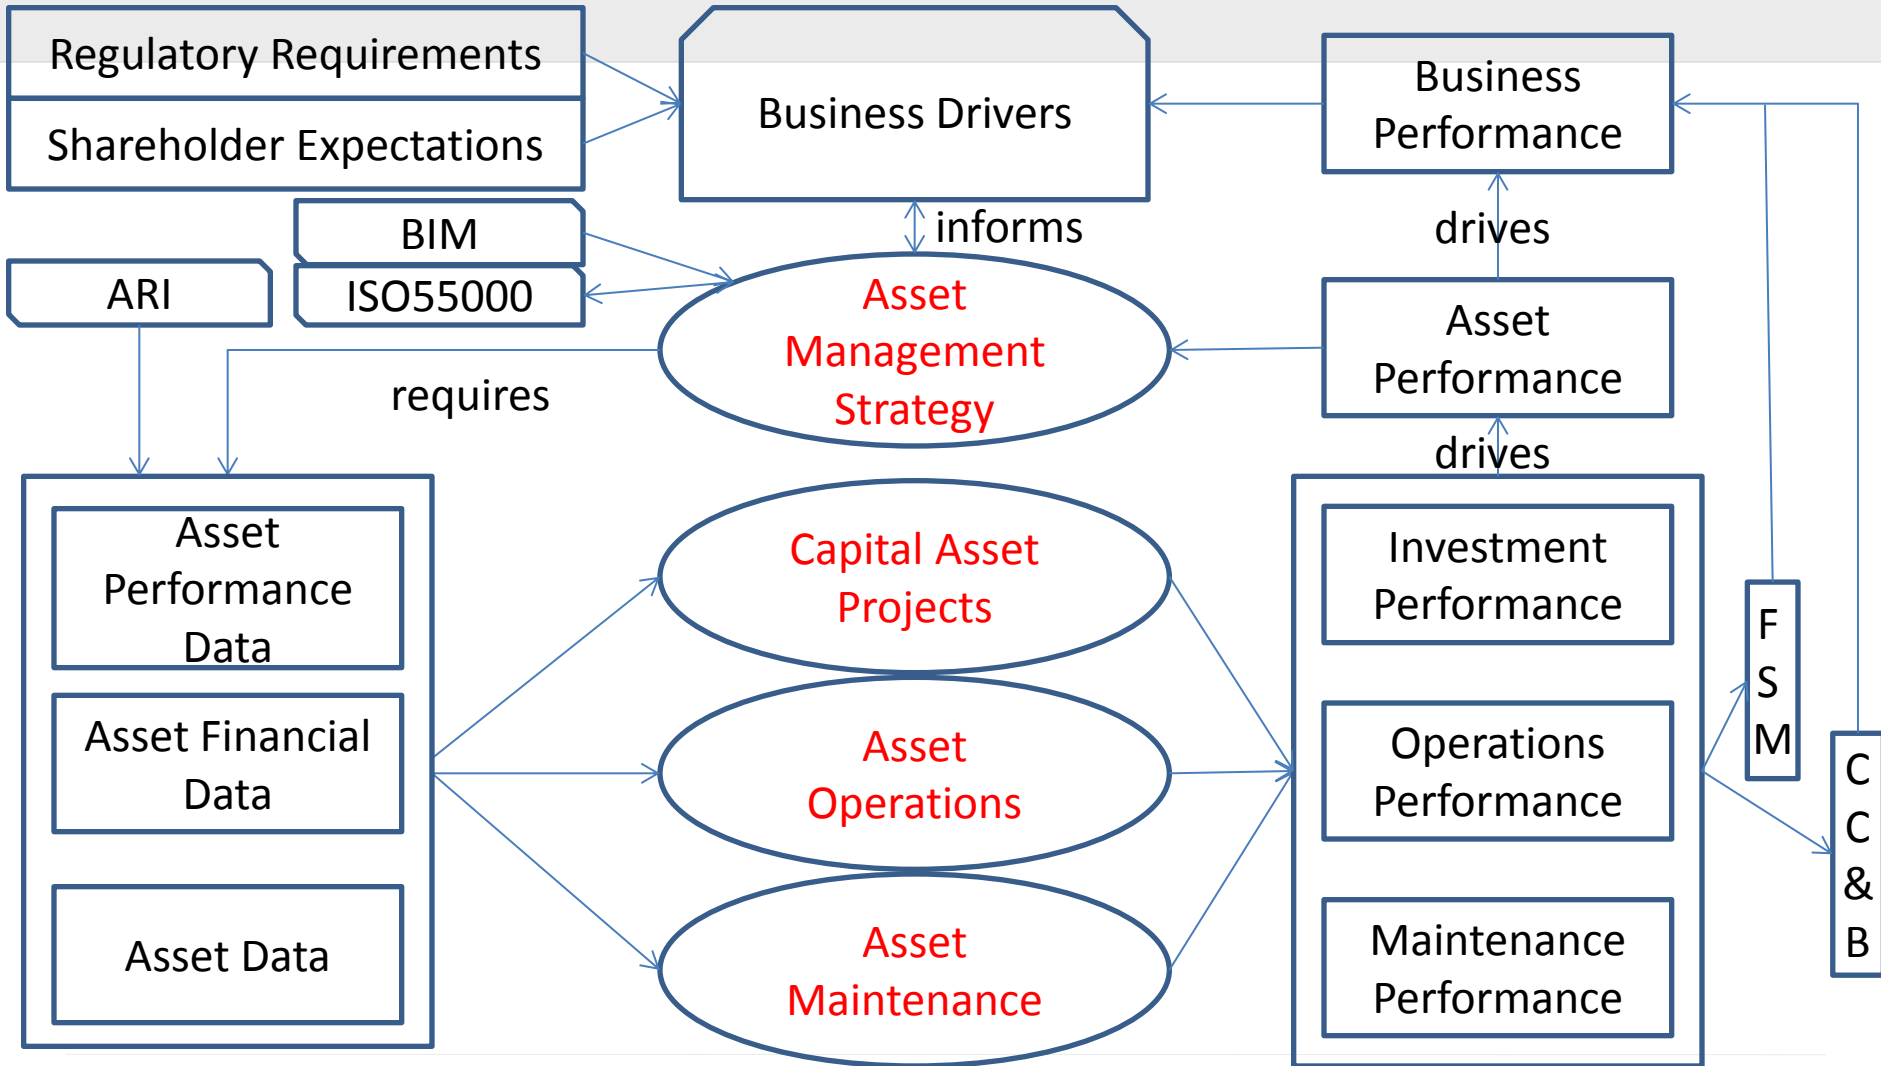 Regulatory Requirements
Shareholder Expectations
Business Drivers
Business
Performance
BIM
ISO55000
ARI
informs
drives
Asset
Management
Strategy
Asset
Performance
requires
drives
Asset
Performance
Data
Asset Financial
Data
Asset Data
Capital Asset
Projects
Asset
Operations
Asset
Maintenance
Investment
Performance
Operations
Performance
Maintenance
Performance
F
S
M
C
C
&
B